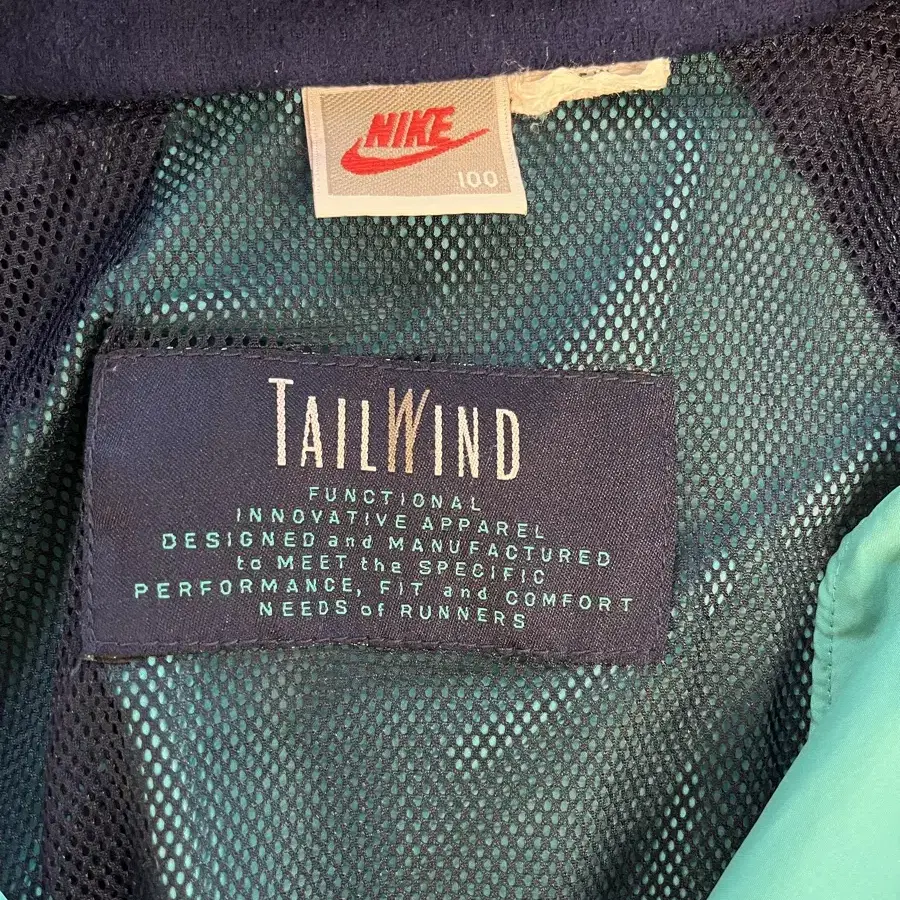 NIKE
100
TAILWIND
FUNCTIONAL
INNOVATIVE APPAREL
DESIGNED and MANUFACTURED
to MEET the SPECIFIC
PERFORMANCE, FIT and COMFORT
NEEDS of RUNNERS